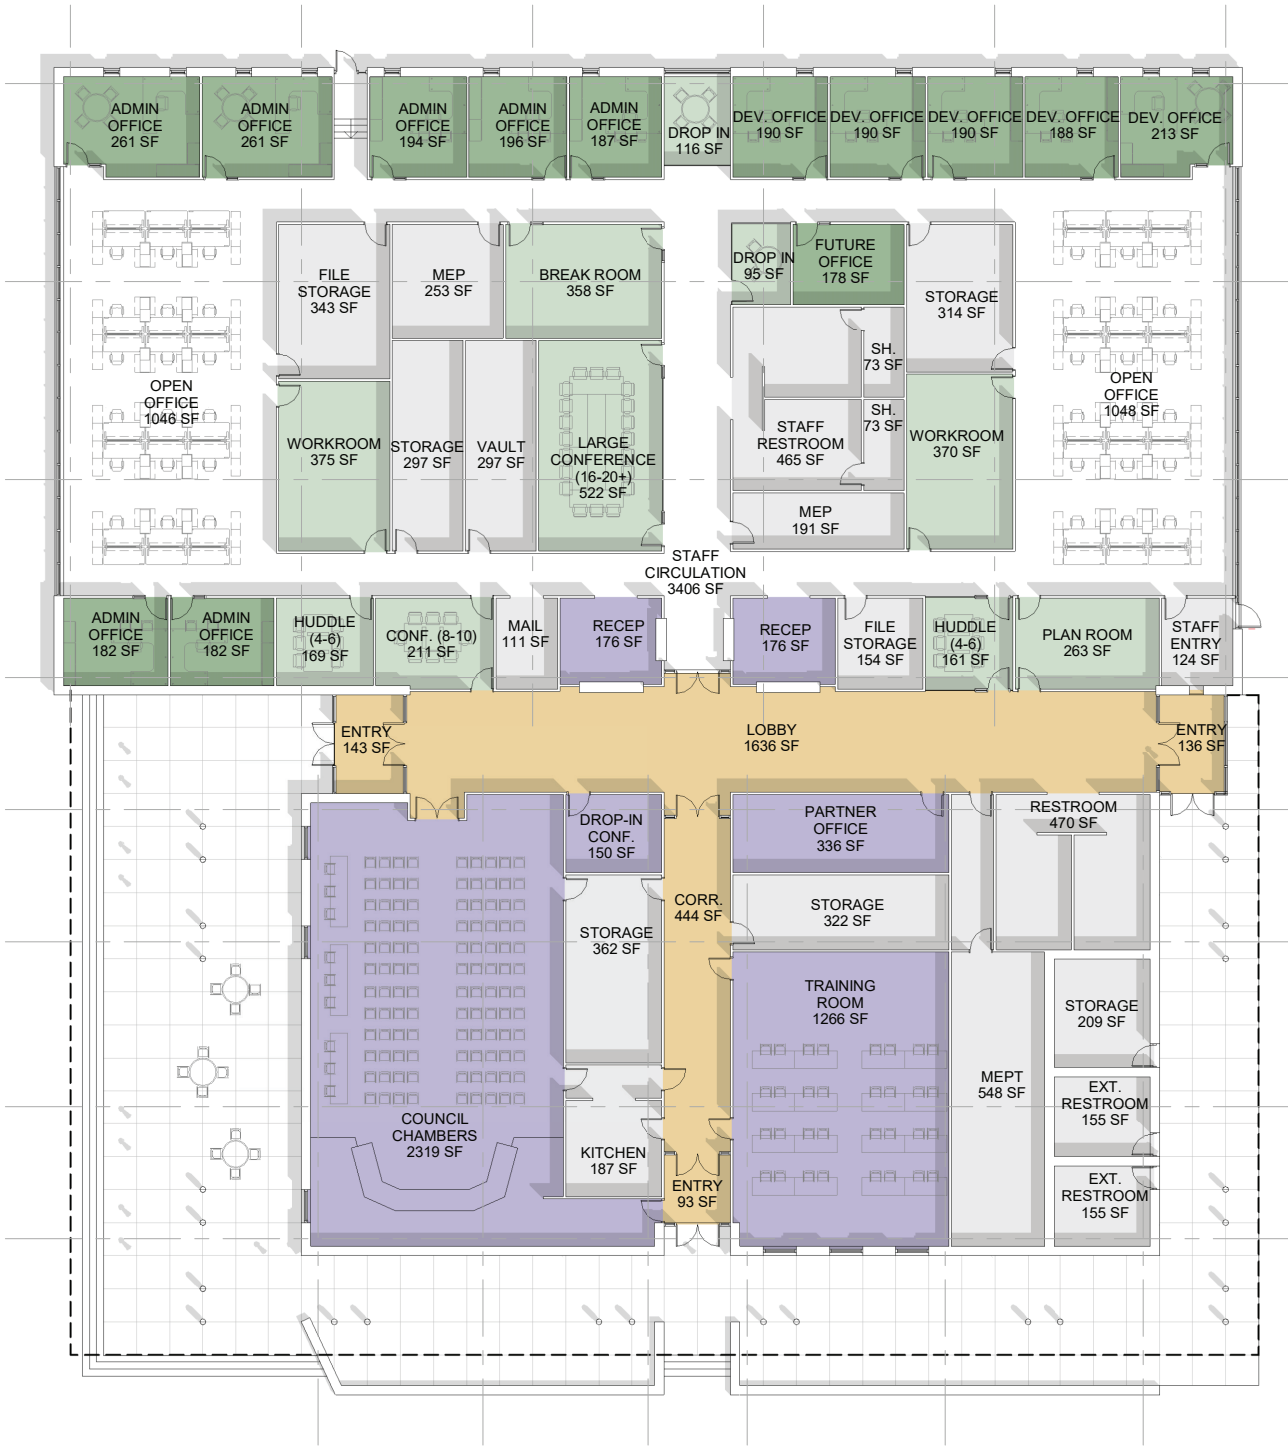 ADMIN
OFFICE
261 SF
ADMIN
OFFICE
261 SF
ADMIN
OFFICE
194 SF
ADMIN
OFFICE
196 SF
ADMIN
OFFICE
187 SF
DROP IN
116 SF
DEV. OFFICE
190 SF
DEV. OFFICE
190 SF
DEV. OFFICE
190 SF
DEV. OFFICE
188 SF
DEV. OFFICE
213 SF
FILE
STORAGE
343 SF
MEP
253 SF
BREAK ROOM
358 SF
DROP IN
95 SF
FUTURE
OFFICE
178 SF
STORAGE
314 SF
SH.
73 SF
OPEN
OFFICE
1046 SF
WORKROOM
375 SF
STORAGE
297 SF
VAULT
297 SF
LARGE
CONFERENCE
(16-20+)
522 SF
STAFF
RESTROOM
465 SF
SH.
73 SF
WORKROOM
370 SF
OPEN
OFFICE
1048 SF
MEP
191 SF
STAFF
CIRCULATION
3406 SF
ADMIN
OFFICE
182 SF
ADMIN
OFFICE
182 SF
HUDDLE
(4-6)
169 SF
CONF. (8-10)
211 SF
MAIL
111 SF
RECEP
176 SF
RECEP
176 SF
FILE
STORAGE
154 SF
HUDDLE
(4-6)
161 SF
PLAN ROOM
263 SF
STAFF
ENTRY
124 SF
ENTRY
143 SF
LOBBY
1636 SF
ENTRY
136 SF
DROP-IN
CONF.
150 SF
PARTNER
OFFICE
336 SF
RESTROOM
470 SF
STORAGE
362 SF
CORR.
444 SF
STORAGE
322 SF
TRAINING
ROOM
1266 SF
STORAGE
209 SF
MEPT
548 SF
EXT.
RESTROOM
155 SF
COUNCIL
CHAMBERS
2319 SF
KITCHEN
187 SF
ENTRY
93 SF
EXT.
RESTROOM
155 SF